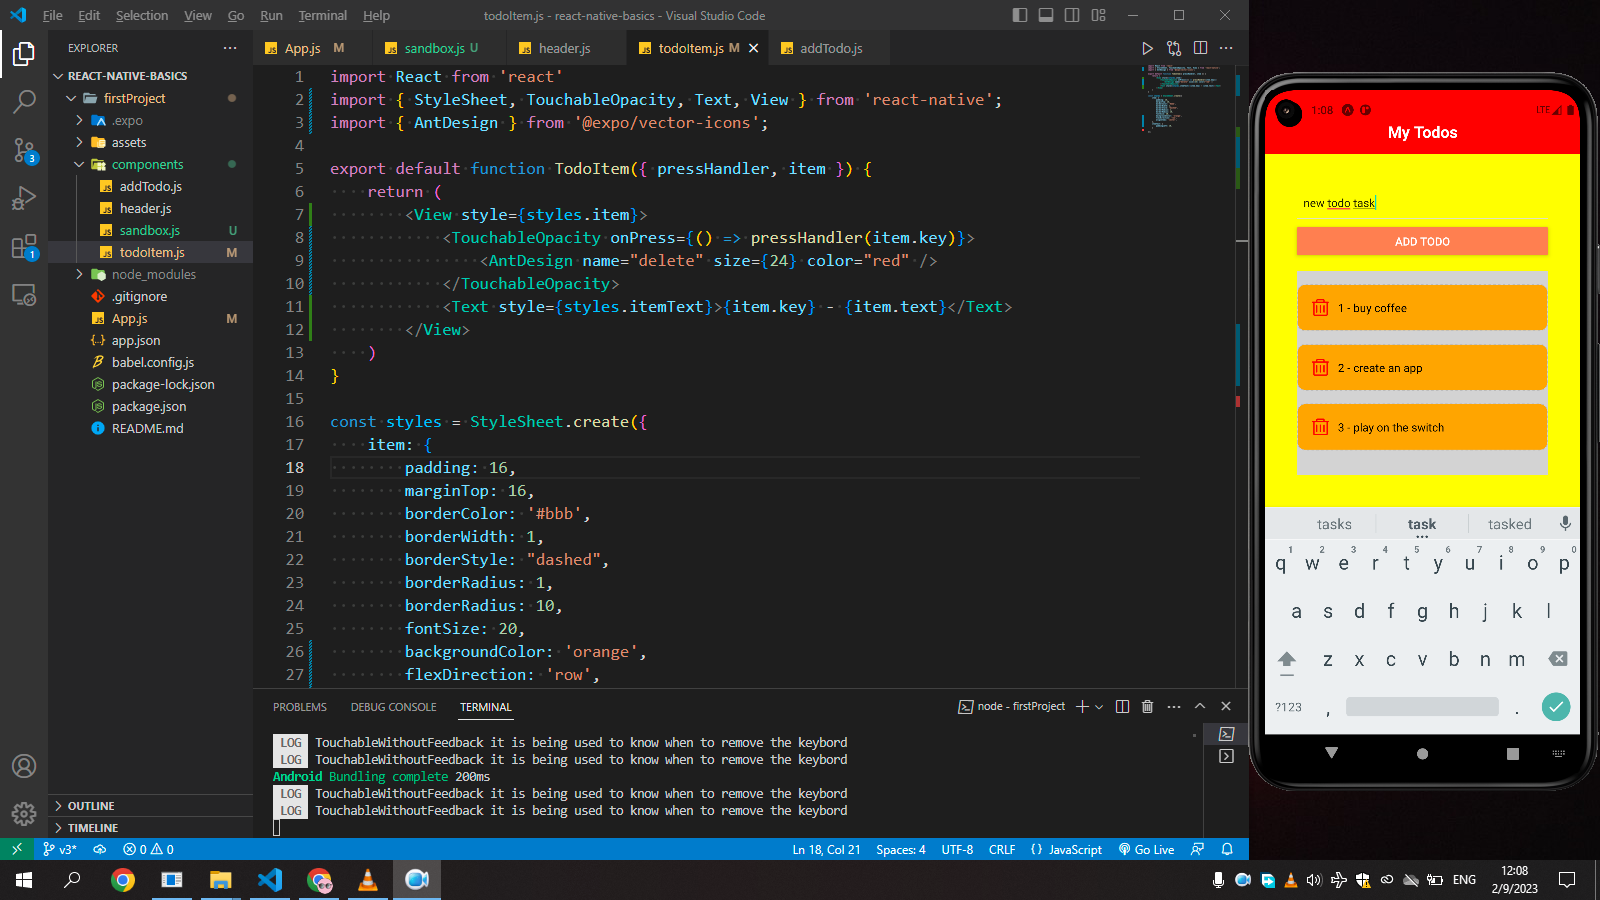 File Edit Selection View Go Run Terminal Help
todoItem.js - react-native-basics - Visual Studio Code
EXPLORER
REACT-NATIVE-BASICS
firstProject
.expo
assets
components
addTodo.js
header.js
sandbox.js U
todoItem.js M
node_modules
.gitignore
App.js M
app.json
babel.config.js
package-lock.json
package.json
README.md
OUTLINE
TIMELINE
3
1
App.js M sandbox.js U header.js todoItem.js M addTodo.js
1 import React from 'react'
2 import { StyleSheet, TouchableOpacity, Text, View } from 'react-native';
3 import { AntDesign } from '@expo/vector-icons';
4
5 export default function TodoItem({ pressHandler, item }) {
6 return (
7 <View style={styles.item}>
8 <TouchableOpacity onPress={() => pressHandler(item.key)}>
9 <AntDesign name="delete" size={24} color="red" />
10 </TouchableOpacity>
11 <Text style={styles.itemText}>{item.key} - {item.text}</Text>
12 </View>
13 )
14 }
15
16 const styles = StyleSheet.create({
17 item: {
18 padding: 16,
19 marginTop: 16,
20 borderColor: '#bbb',
21 borderWidth: 1,
22 borderStyle: "dashed",
23 borderRadius: 1,
24 borderRadius: 10,
25 fontSize: 20,
26 backgroundColor: 'orange',
27 flexDirection: 'row',
PROBLEMS DEBUG CONSOLE TERMINAL
node - firstProject
LOG TouchableWithoutFeedback it is being used to know when to remove the keybord
LOG TouchableWithoutFeedback it is being used to know when to remove the keybord
Android Bundling complete 200ms
LOG TouchableWithoutFeedback it is being used to know when to remove the keybord
LOG TouchableWithoutFeedback it is being used to know when to remove the keybord
v3* 0 0
Ln 18, Col 21 Spaces: 4 UTF-8 CRLF {} JavaScript Go Live
1:08 LTE
My Todos
new todo task
ADD TODO
1 - buy coffee
2 - create an app
3 - play on the switch
tasks task tasked
1 2 3 4 5 6 7 8 9 0
q w e r t y u i o p
a s d f g h j k l
z x c v b n m
?123 , .
ENG
12:08
2/9/2023